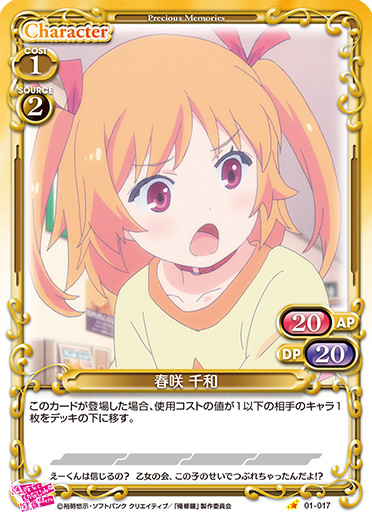 Precious Memories
Character
COST
1
SOURCE
2
20 AP
DP 20
春咲 千和
このカードが登場した場合、使用コストの値が1以下の相手のキャラ1
枚をデッキの下に移す。
えーくんは信じるの? 乙女の会、この子のせいでつぶれちゃったんだよ!?
©裕時悠示・ソフトバンク クリエイティブ/「俺修羅」製作委員会
01-017